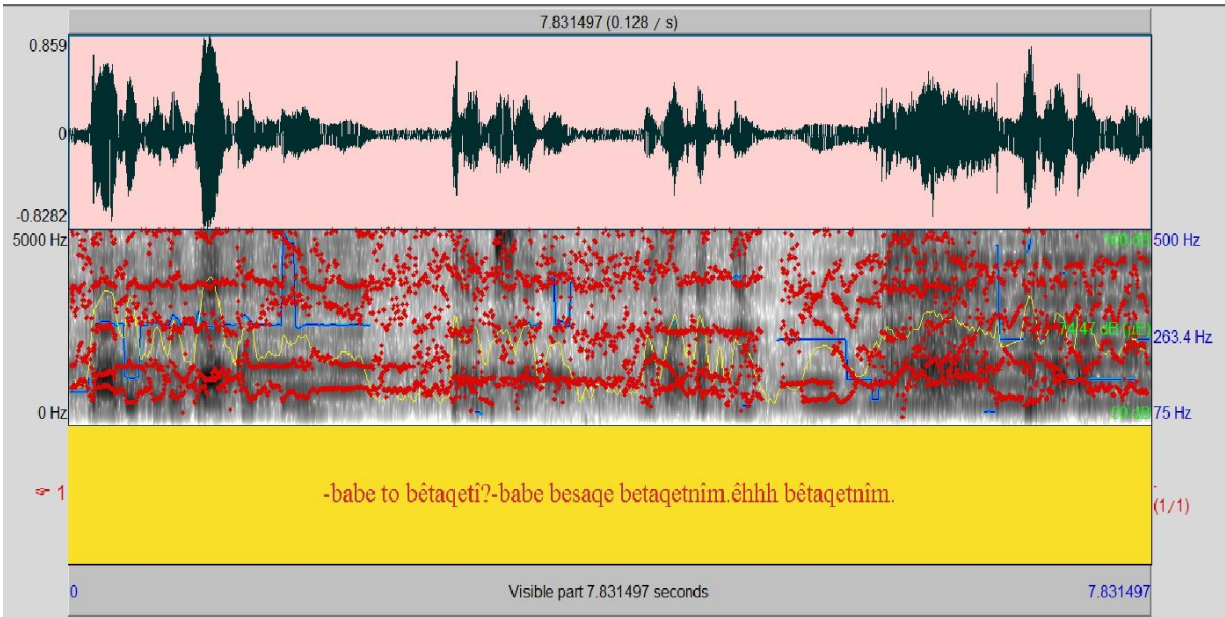 7.831497 (0.128 / s)
0.859
0
-0.8282
5000 Hz
500 Hz
263.4 Hz
0 Hz
75 Hz
1
-babe to bêtaqetî?-babe besaqe betaqetnîm.êhhh bêtaqetnîm.
(1/1)
0
Visible part 7.831497 seconds
7.831497